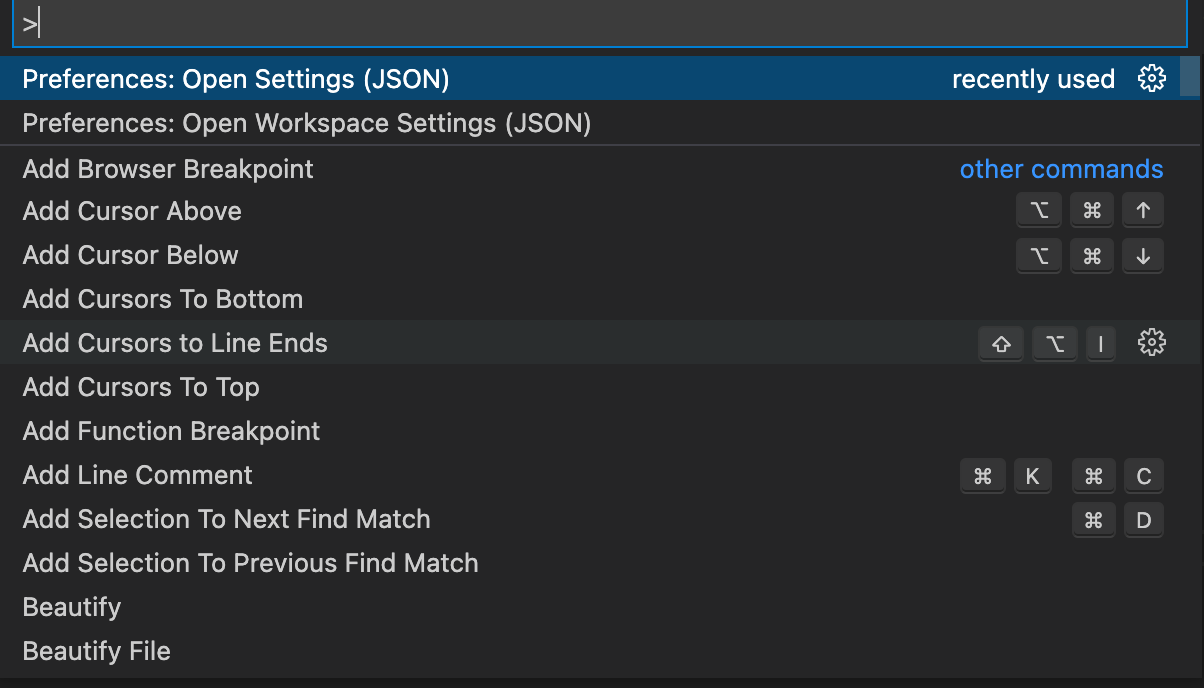 >
Preferences: Open Settings (JSON) recently used
Preferences: Open Workspace Settings (JSON)
Add Browser Breakpoint other commands
Add Cursor Above ⌥ ⌘ ↑
Add Cursor Below ⌥ ⌘ ↓
Add Cursors To Bottom
Add Cursors to Line Ends ⇧ ⌥ I
Add Cursors To Top
Add Function Breakpoint
Add Line Comment ⌘ K ⌘ C
Add Selection To Next Find Match ⌘ D
Add Selection To Previous Find Match
Beautify
Beautify File